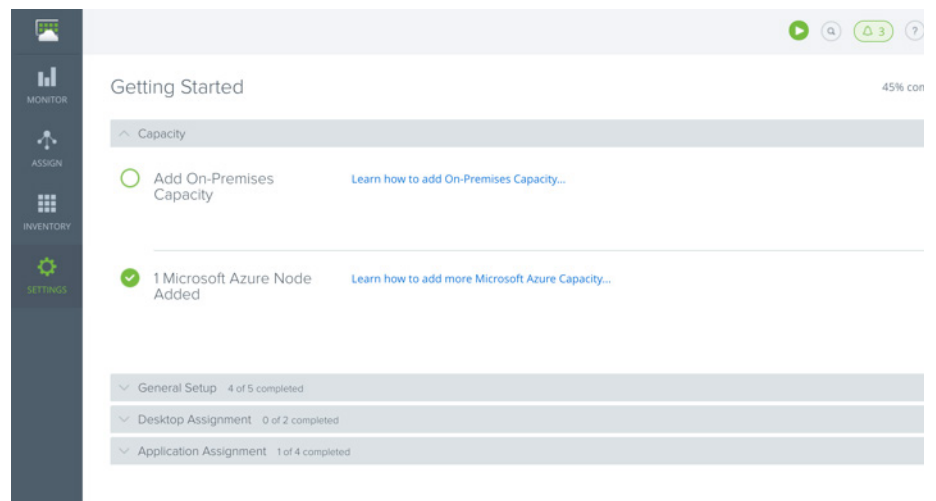 3
?
MONITOR
ASSIGN
INVENTORY
SETTINGS
Getting Started
45% con
Capacity
Add On-Premises
Capacity
Learn how to add On-Premises Capacity...
1 Microsoft Azure Node
Added
Learn how to add more Microsoft Azure Capacity...
General Setup 4 of 5 completed
Desktop Assignment 0 of 2 completed
Application Assignment 1 of 4 completed